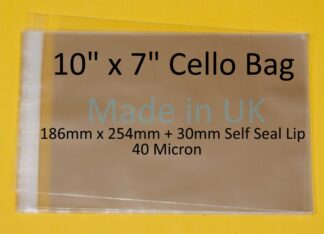 10" x 7" Cello Bag
Made in UK
186mm x 254mm + 30mm Self Seal Lip
40 Micron